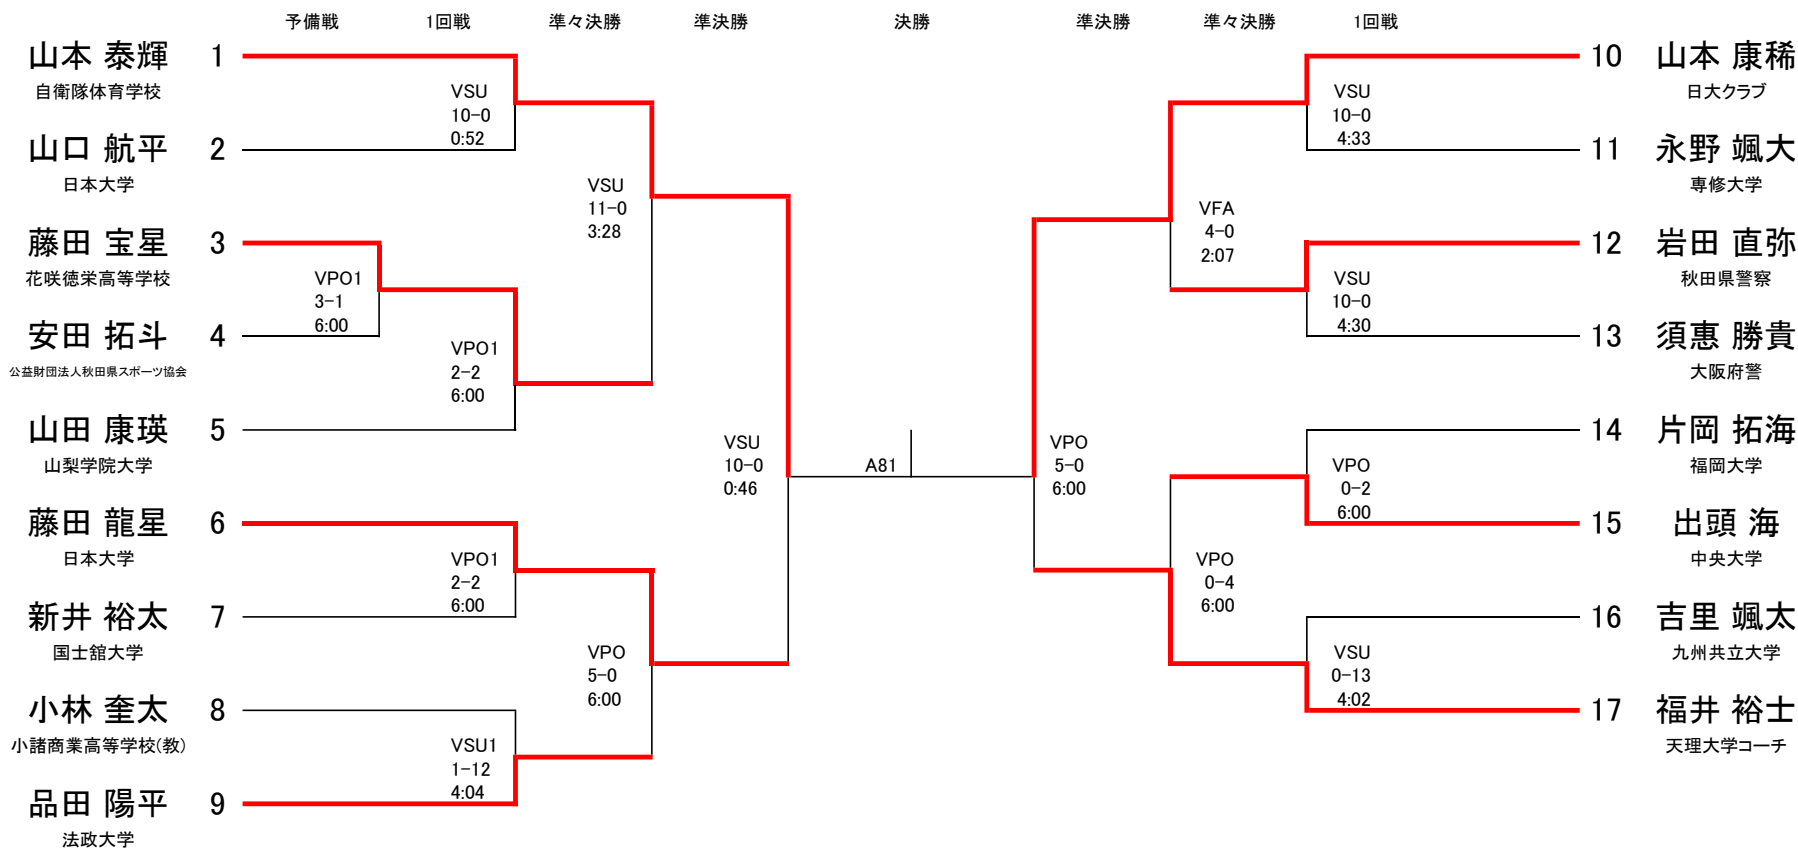 予備戦 1回戦 準々決勝 準決勝 決勝 準決勝 準々決勝 1回戦
山本 泰輝 1
自衛隊体育学校
VSU
10-0
0:52
山口 航平 2
日本大学
VSU
11-0
3:28
藤田 宝星 3
花咲徳栄高等学校
VPO1
3-1
6:00
安田 拓斗 4
公益財団法人秋田県スポーツ協会
VPO1
2-2
6:00
山田 康瑛 5
山梨学院大学
VSU
10-0
0:46
藤田 龍星 6
日本大学
VPO1
2-2
6:00
新井 裕太 7
国士舘大学
VPO
5-0
6:00
小林 奎太 8
小諸商業高等学校(教)
VSU1
1-12
4:04
品田 陽平 9
法政大学
A81
10 山本 康稀
日大クラブ
VSU
10-0
4:33
11 永野 颯大
専修大学
VFA
4-0
2:07
12 岩田 直弥
秋田県警察
VSU
10-0
4:30
13 須惠 勝貴
大阪府警
VPO
5-0
6:00
14 片岡 拓海
福岡大学
VPO
0-2
6:00
15 出頭 海
中央大学
VPO
0-4
6:00
16 吉里 颯太
九州共立大学
VSU
0-13
4:02
17 福井 裕士
天理大学コーチ